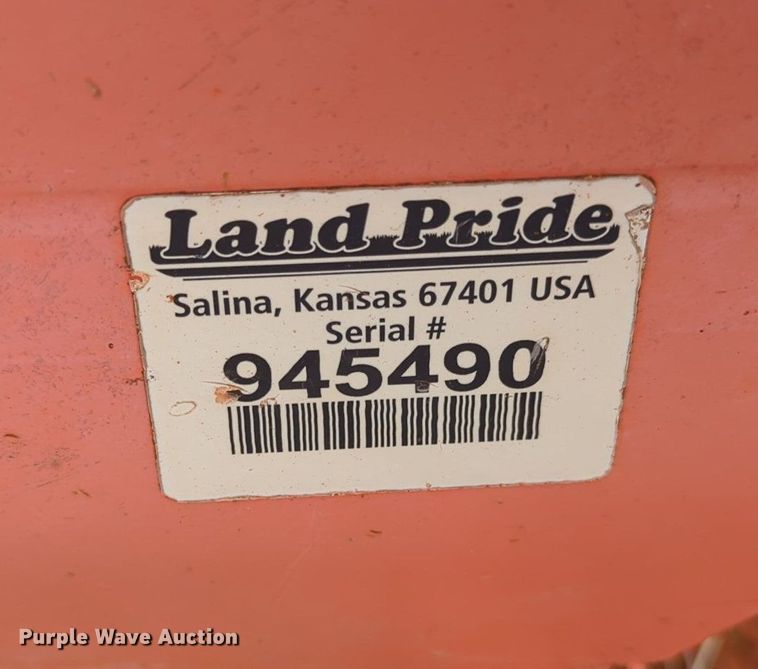 Land Pride
Salina, Kansas 67401 USA
Serial #
945490
Purple Wave Auction